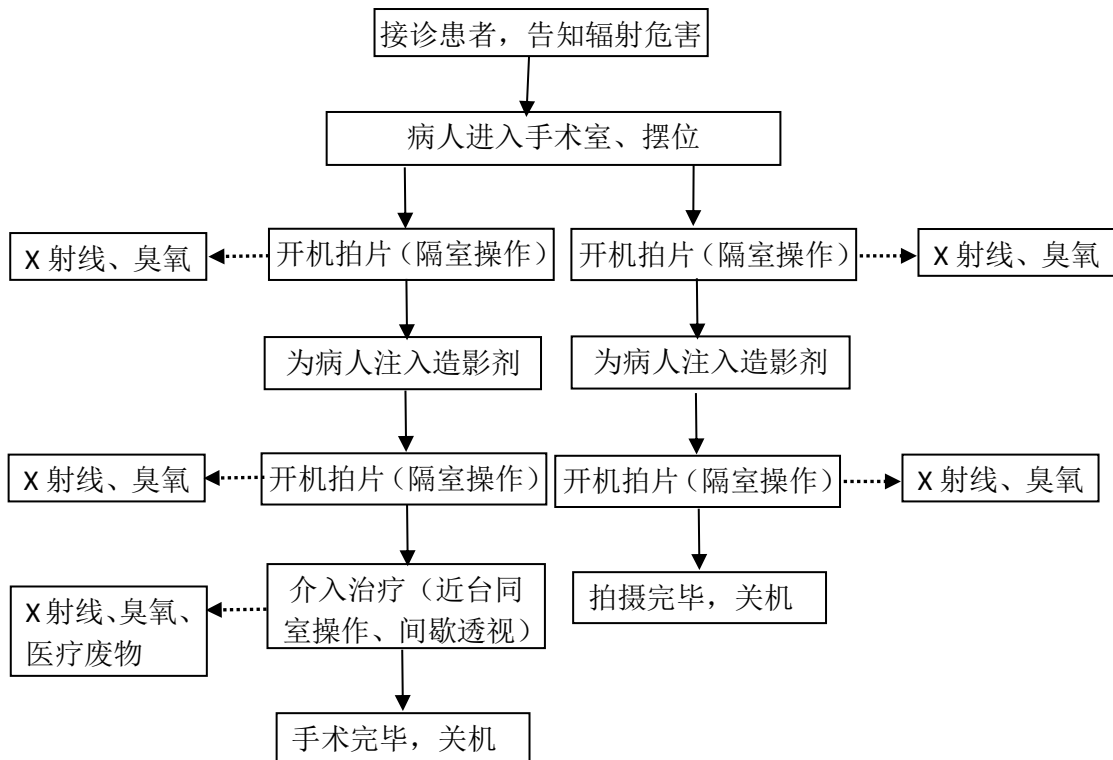 接诊患者，告知辐射危害
病人进入手术室、摆位
X 射线、臭氧
开机拍片（隔室操作）
开机拍片（隔室操作）
X 射线、臭氧
为病人注入造影剂
为病人注入造影剂
X 射线、臭氧
开机拍片（隔室操作）
开机拍片（隔室操作）
X 射线、臭氧
X 射线、臭氧、
医疗废物
介入治疗（近台同
室操作、间歇透视）
拍摄完毕，关机
手术完毕，关机